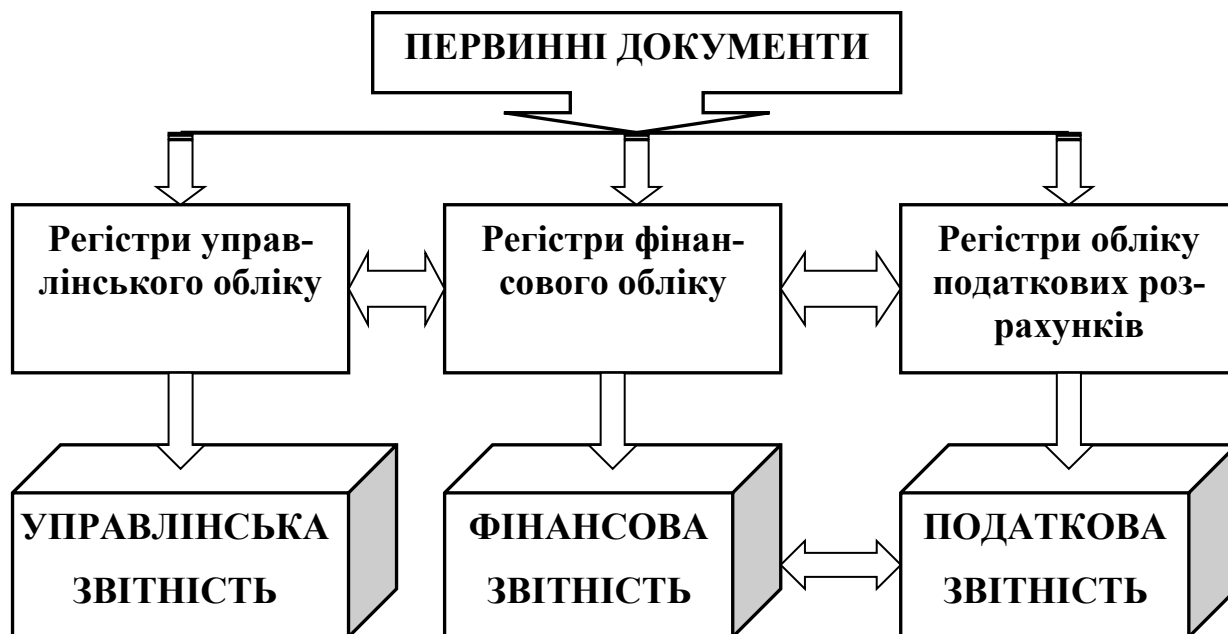 ПЕРВИННІ ДОКУМЕНТИ
Регістри управ-
лінського обліку
Регістри фінан-
сового обліку
Регістри обліку
податкових роз-
рахунків
УПРАВЛІНСЬКА
ЗВІТНІСТЬ
ФІНАНСОВА
ЗВІТНІСТЬ
ПОДАТКОВА
ЗВІТНІСТЬ